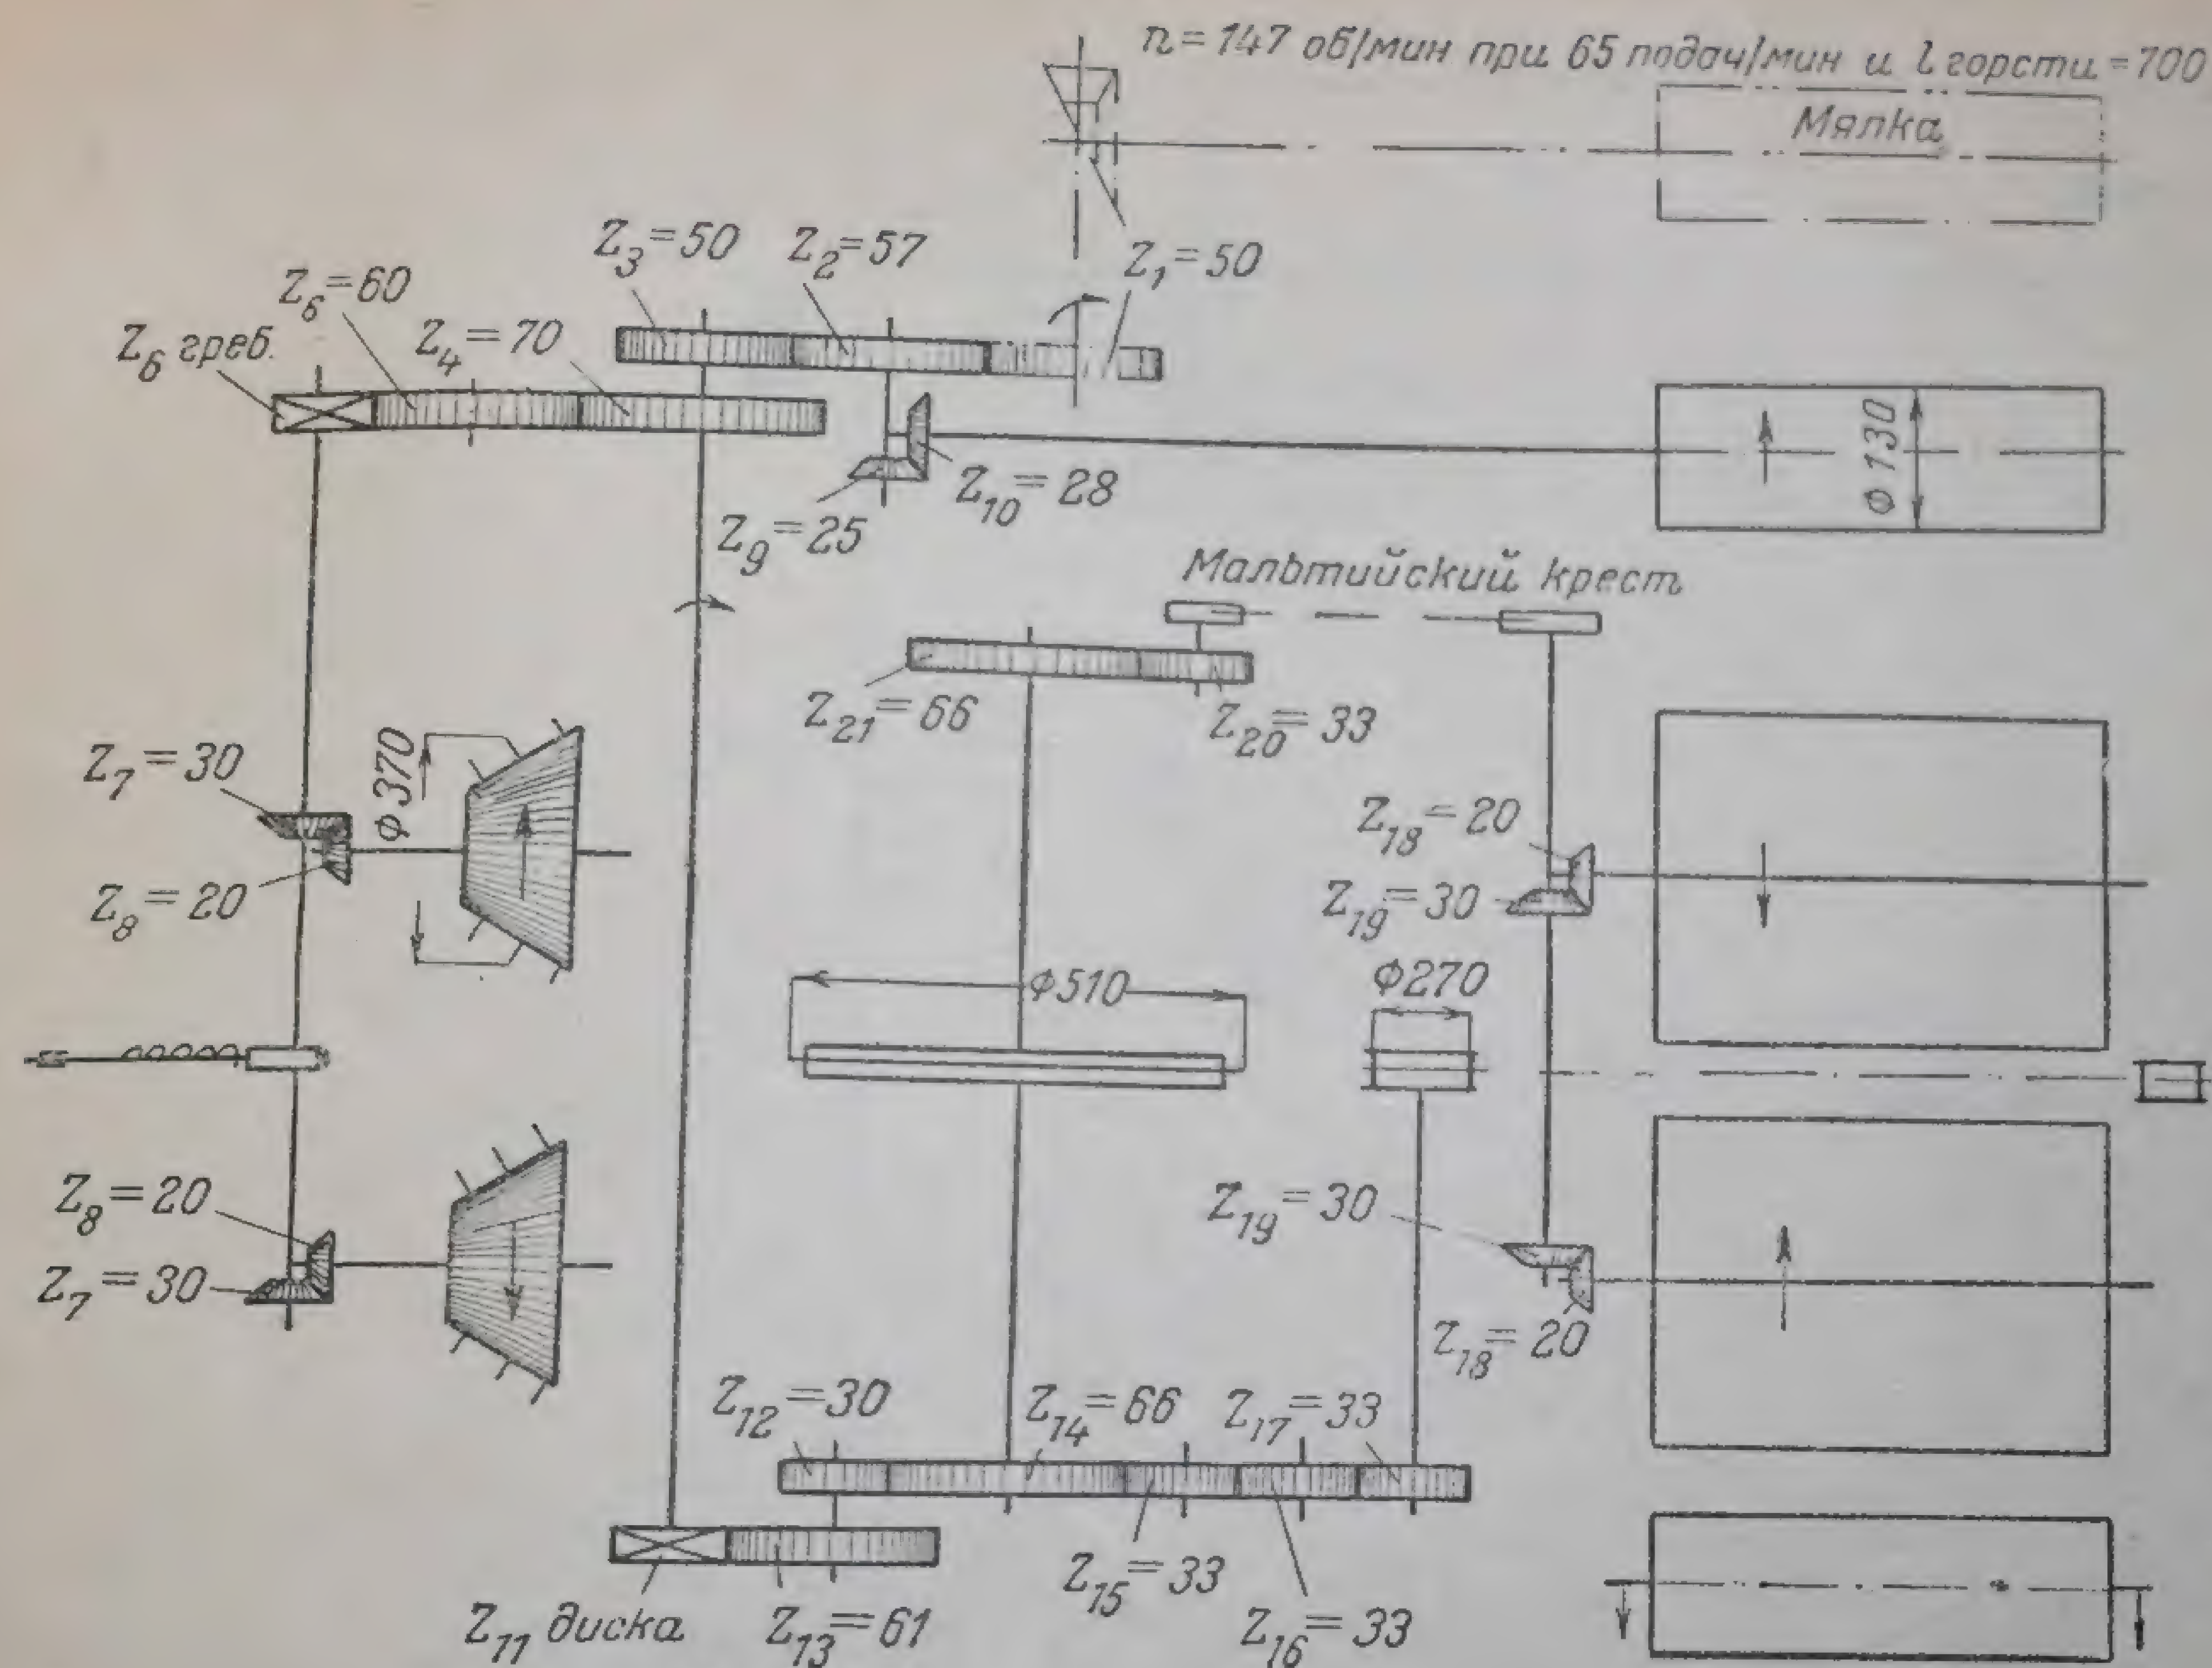 n = 147 об/мин при 65 подач/мин и l горсти = 700
Мялка
Z3=50 Z2=57 Z1=50
Z6=60
Z6 греб. Z4=70
Ф 130
Z10=28
Z9=25
Мальтийский крест
Z21=66 Z20=33
Z7=30 Ф 370
Z18=20
Z8=20 Z19=30
Ф510 Ф270
Z8=20 Z19=30
Z7=30
Z18=20
Z12=30 Z14=66 Z17=33
Z15=33
Z11 диска Z13=61 Z16=33